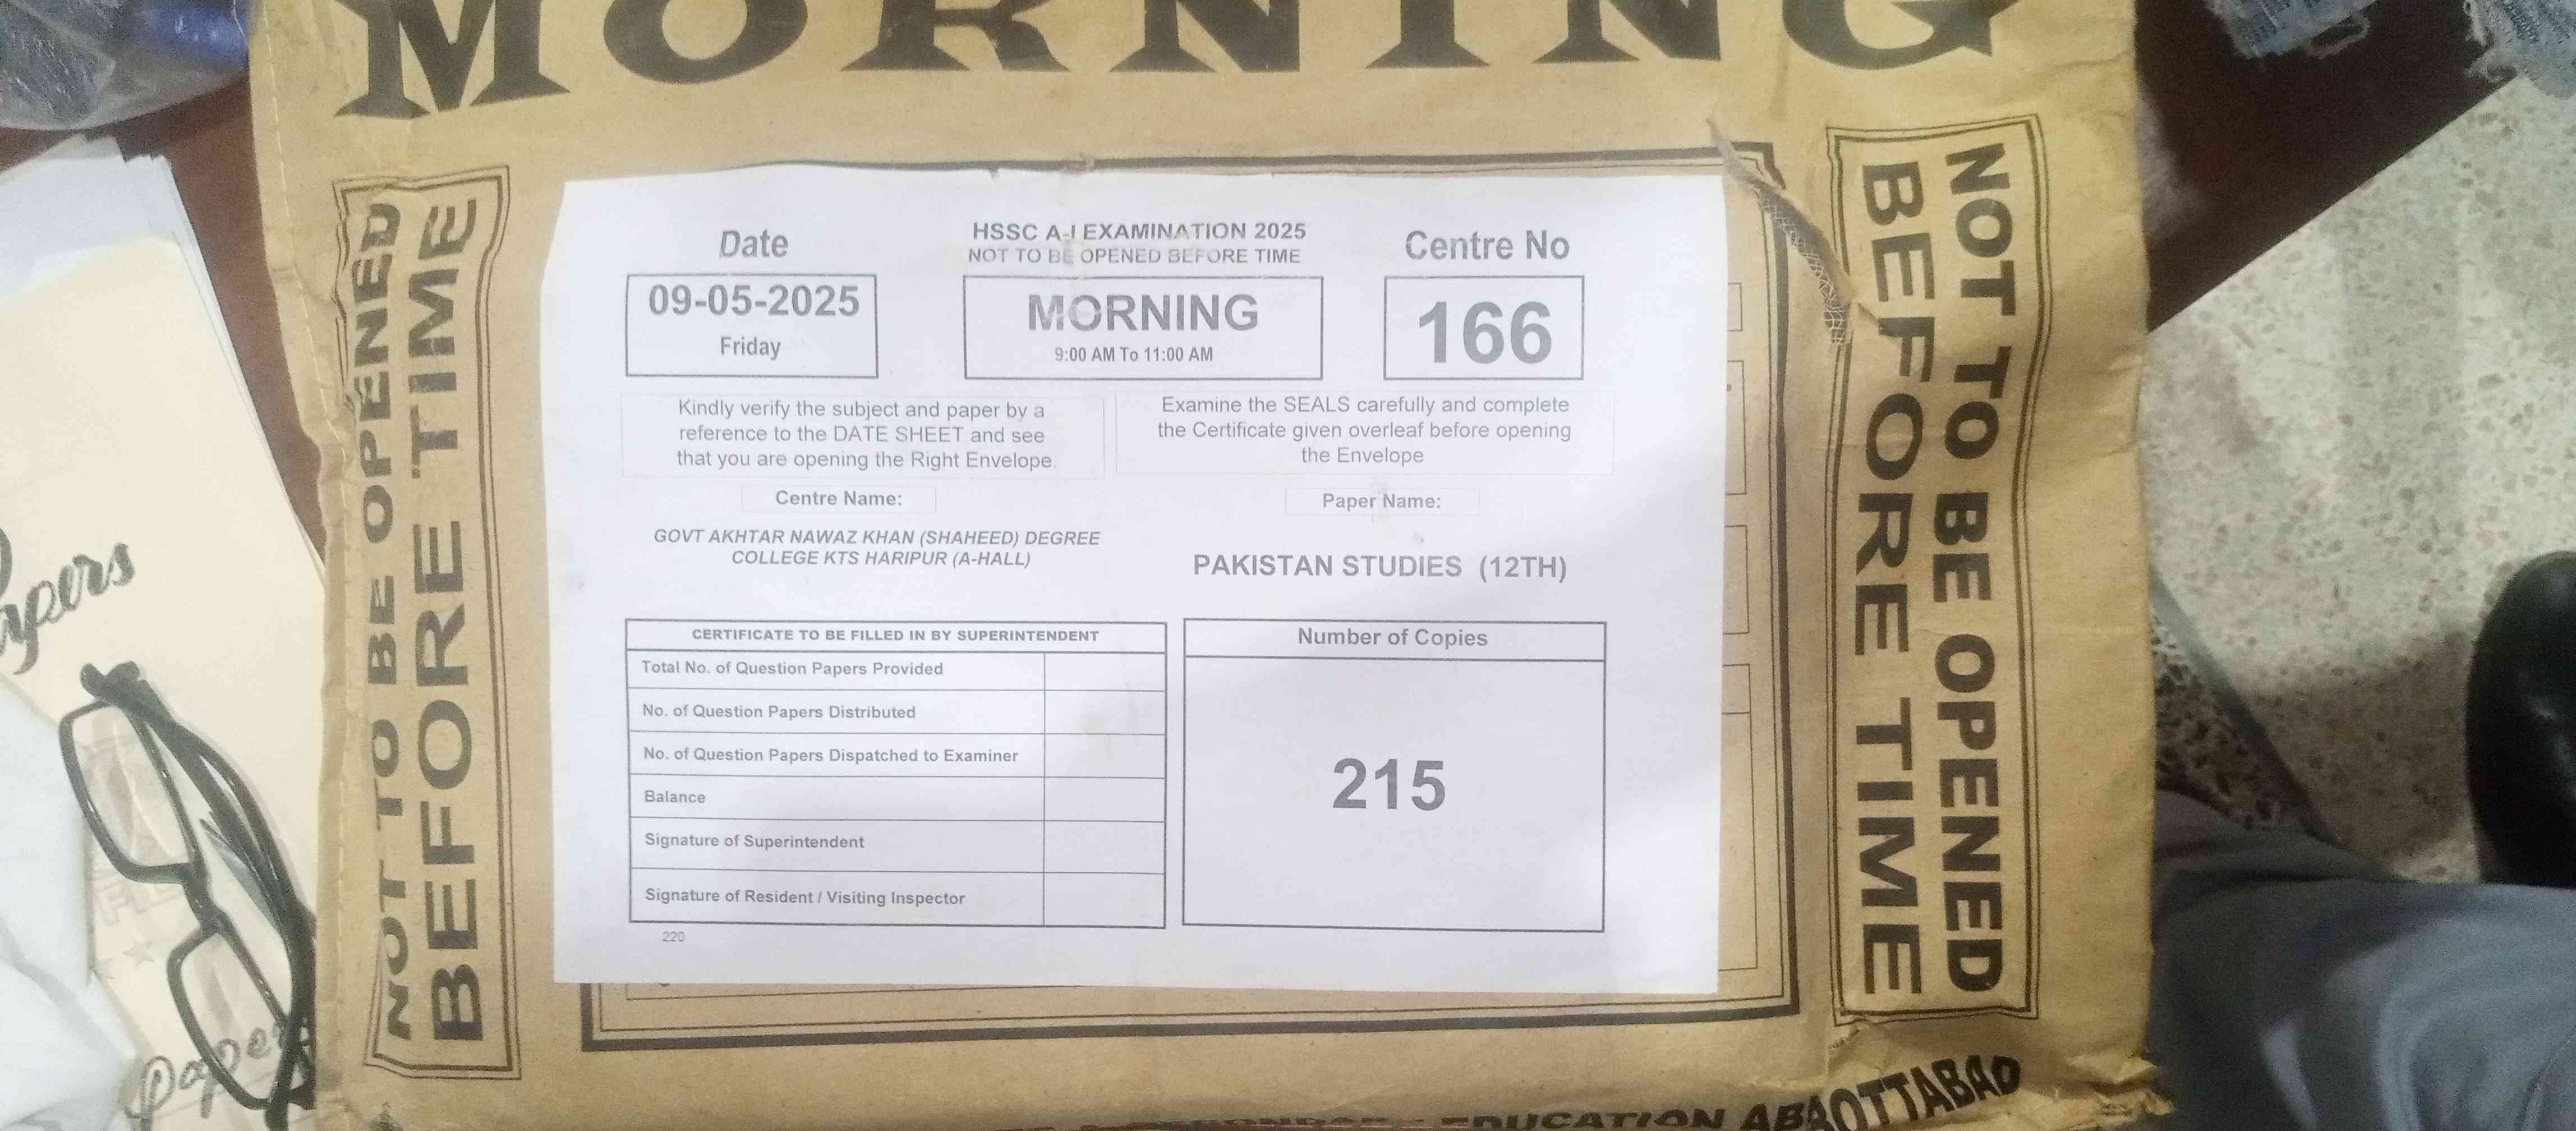 MORNING
NOT TO BE OPENED
BEFORE TIME
Date
09-05-2025
Friday
HSSC A-I EXAMINATION 2025
NOT TO BE OPENED BEFORE TIME
MORNING
9:00 AM To 11:00 AM
Centre No
166
Kindly verify the subject and paper by a
reference to the DATE SHEET and see
that you are opening the Right Envelope.
Examine the SEALS carefully and complete
the Certificate given overleaf before opening
the Envelope
Centre Name:
GOVT AKHTAR NAWAZ KHAN (SHAHEED) DEGREE
COLLEGE KTS HARIPUR (A-HALL)
Paper Name:
PAKISTAN STUDIES (12TH)
CERTIFICATE TO BE FILLED IN BY SUPERINTENDENT
Total No. of Question Papers Provided
No. of Question Papers Distributed
No. of Question Papers Dispatched to Examiner
Balance
Signature of Superintendent
Signature of Resident / Visiting Inspector
220
Number of Copies
215
NOT TO BE OPENED
BEFORE TIME
EDUCATION ABBOTTABAD
Papers
Papers